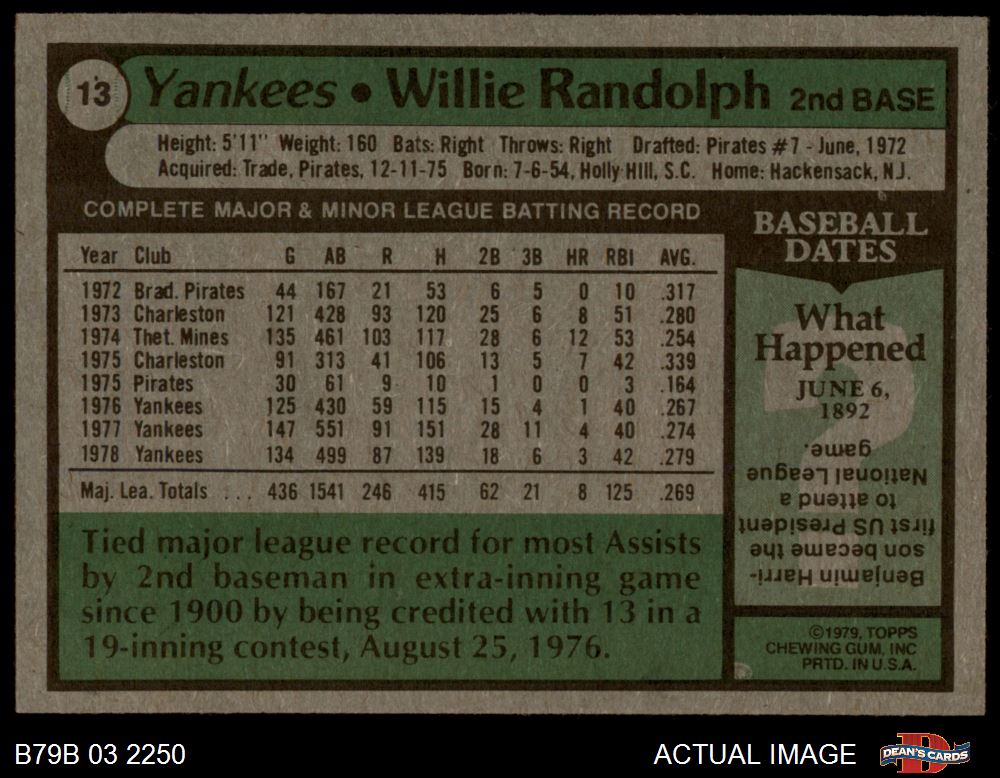 13
Yankees • Willie Randolph 2nd BASE
Height: 5'11" Weight: 160 Bats: Right Throws: Right Drafted: Pirates #7 - June, 1972
Acquired: Trade, Pirates, 12-11-75 Born: 7-6-54, Holly Hill, S.C. Home: Hackensack, N.J.
COMPLETE MAJOR & MINOR LEAGUE BATTING RECORD
Year Club G AB R H 2B 3B HR RBI AVG.
1972 Brad. Pirates 44 167 21 53 6 5 0 10 .317
1973 Charleston 121 428 93 120 25 6 8 51 .280
1974 Thet. Mines 135 461 103 117 28 6 12 53 .254
1975 Charleston 91 313 41 106 13 5 7 42 .339
1975 Pirates 30 61 9 10 1 0 0 3 .164
1976 Yankees 125 430 59 115 15 4 1 40 .267
1977 Yankees 147 551 91 151 28 11 4 40 .274
1978 Yankees 134 499 87 139 18 6 3 42 .279
Maj. Lea. Totals ... 436 1541 246 415 62 21 8 125 .269
Tied major league record for most Assists
by 2nd baseman in extra-inning game
since 1900 by being credited with 13 in a
19-inning contest, August 25, 1976.
BASEBALL
DATES
?
What
Happened
JUNE 6,
1892
Benjamin Harri-
son became the
first US President
to attend a
National League
game.
©1979, TOPPS
CHEWING GUM, INC
PRTD. IN U.S.A.
B79B 03 2250
ACTUAL IMAGE
D
DEAN'S CARDS